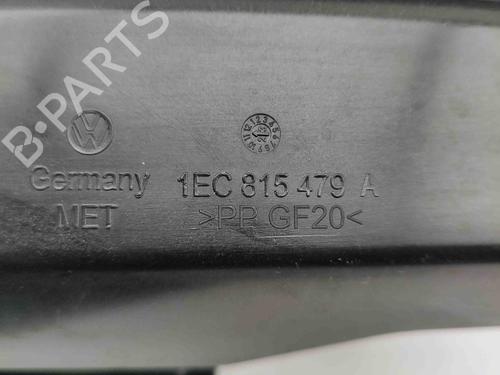 B-PARTS
Germany 1EC 815 479 A
MET >PP GF20<